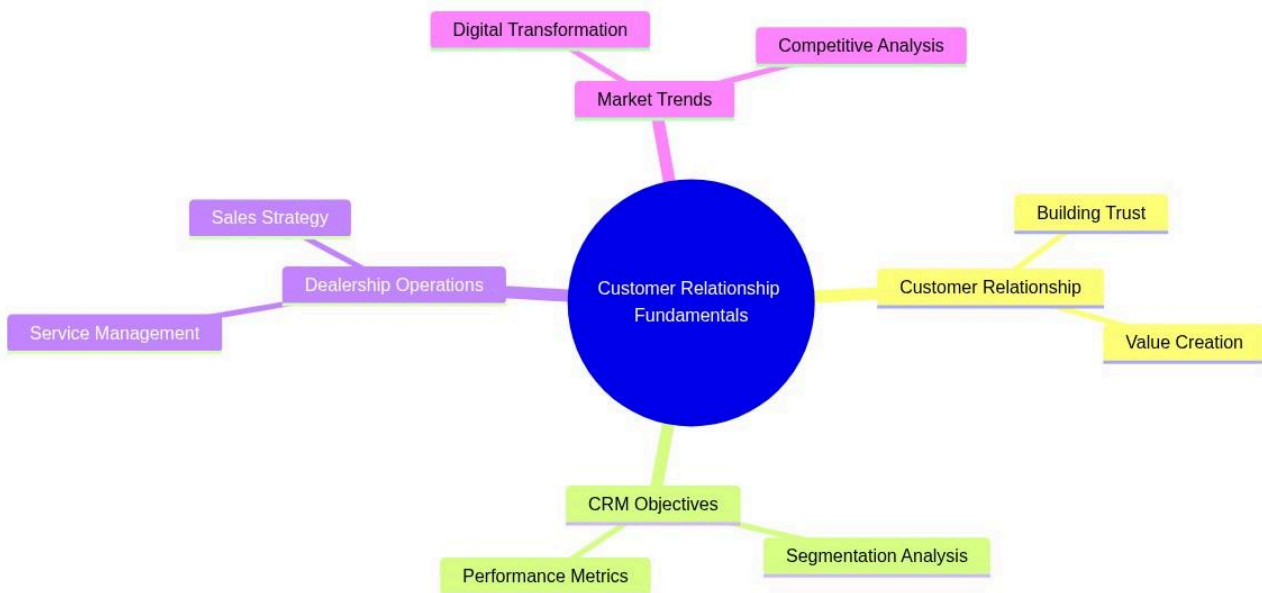 Digital Transformation
Competitive Analysis
Market Trends
Sales Strategy
Building Trust
Dealership Operations
Customer Relationship
Fundamentals
Customer Relationship
Service Management
Value Creation
CRM Objectives
Segmentation Analysis
Performance Metrics